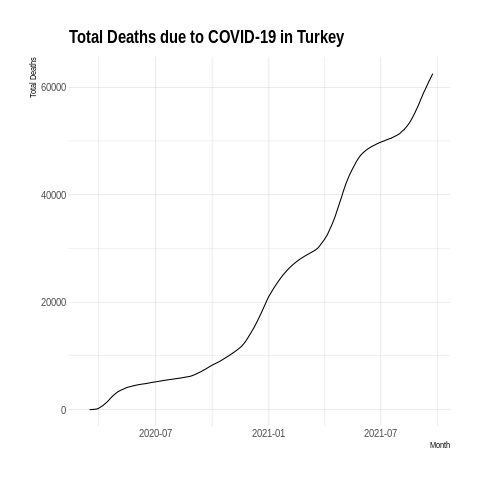 Total Deaths due to COVID-19 in Turkey
Total Deaths
60000
40000
20000
0
2020-07 2021-01 2021-07
Month